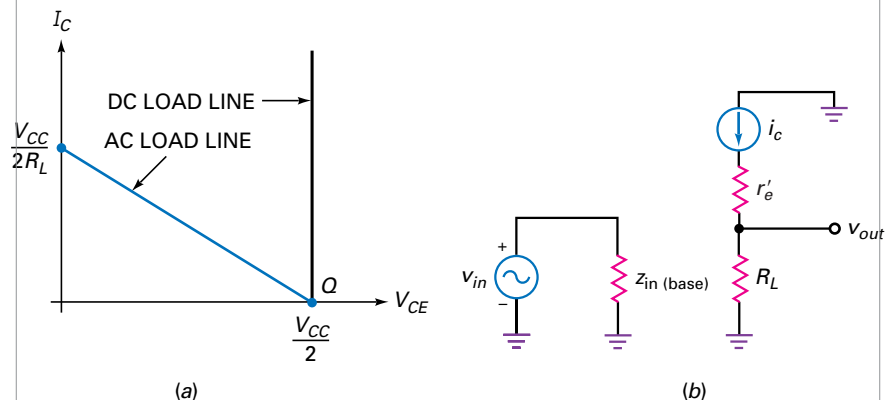 I_C
DC LOAD LINE
AC LOAD LINE
V_CC
2R_L
Q
V_CE
V_CC
2
(a)
i_c
r′_e
v_out
+
v_in
z_in (base)
R_L
–
(b)